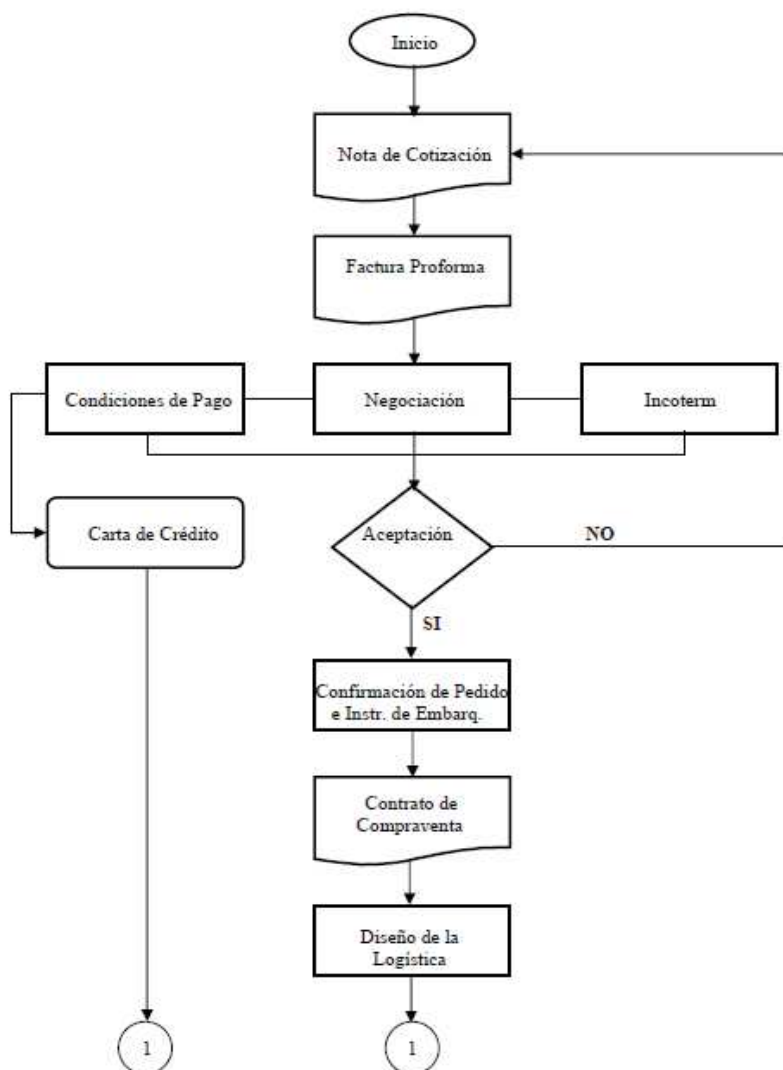 Inicio
Nota de Cotización
Factura Proforma
Condiciones de Pago
Negociación
Incoterm
Carta de Crédito
Aceptación
NO
SI
Confirmación de Pedido
e Instr. de Embarq.
Contrato de
Compraventa
Diseño de la
Logística
1
1